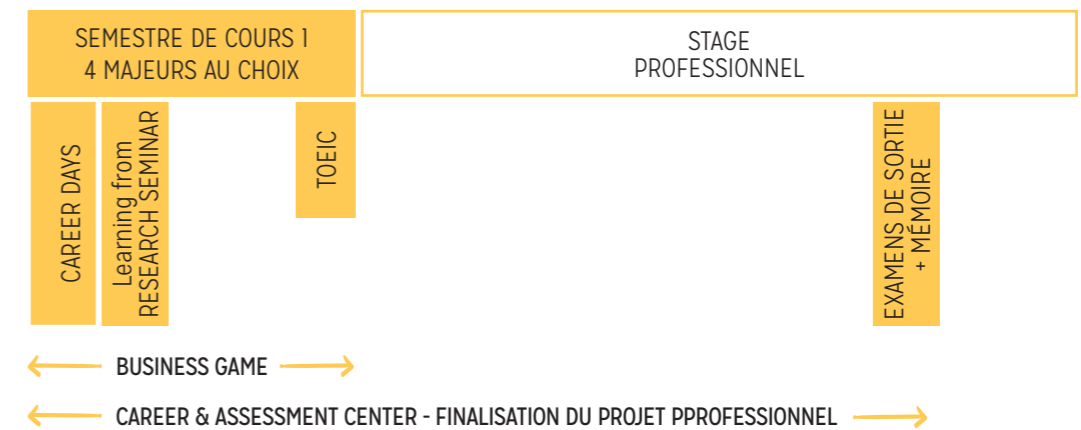 SEMESTRE DE COURS 1
4 MAJEURS AU CHOIX
STAGE
PROFESSIONNEL
CAREER DAYS
Learning from
RESEARCH SEMINAR
TOEIC
EXAMENS DE SORTIE
+ MÉMOIRE
BUSINESS GAME
CAREER & ASSESSMENT CENTER - FINALISATION DU PROJET PPROFESSIONNEL